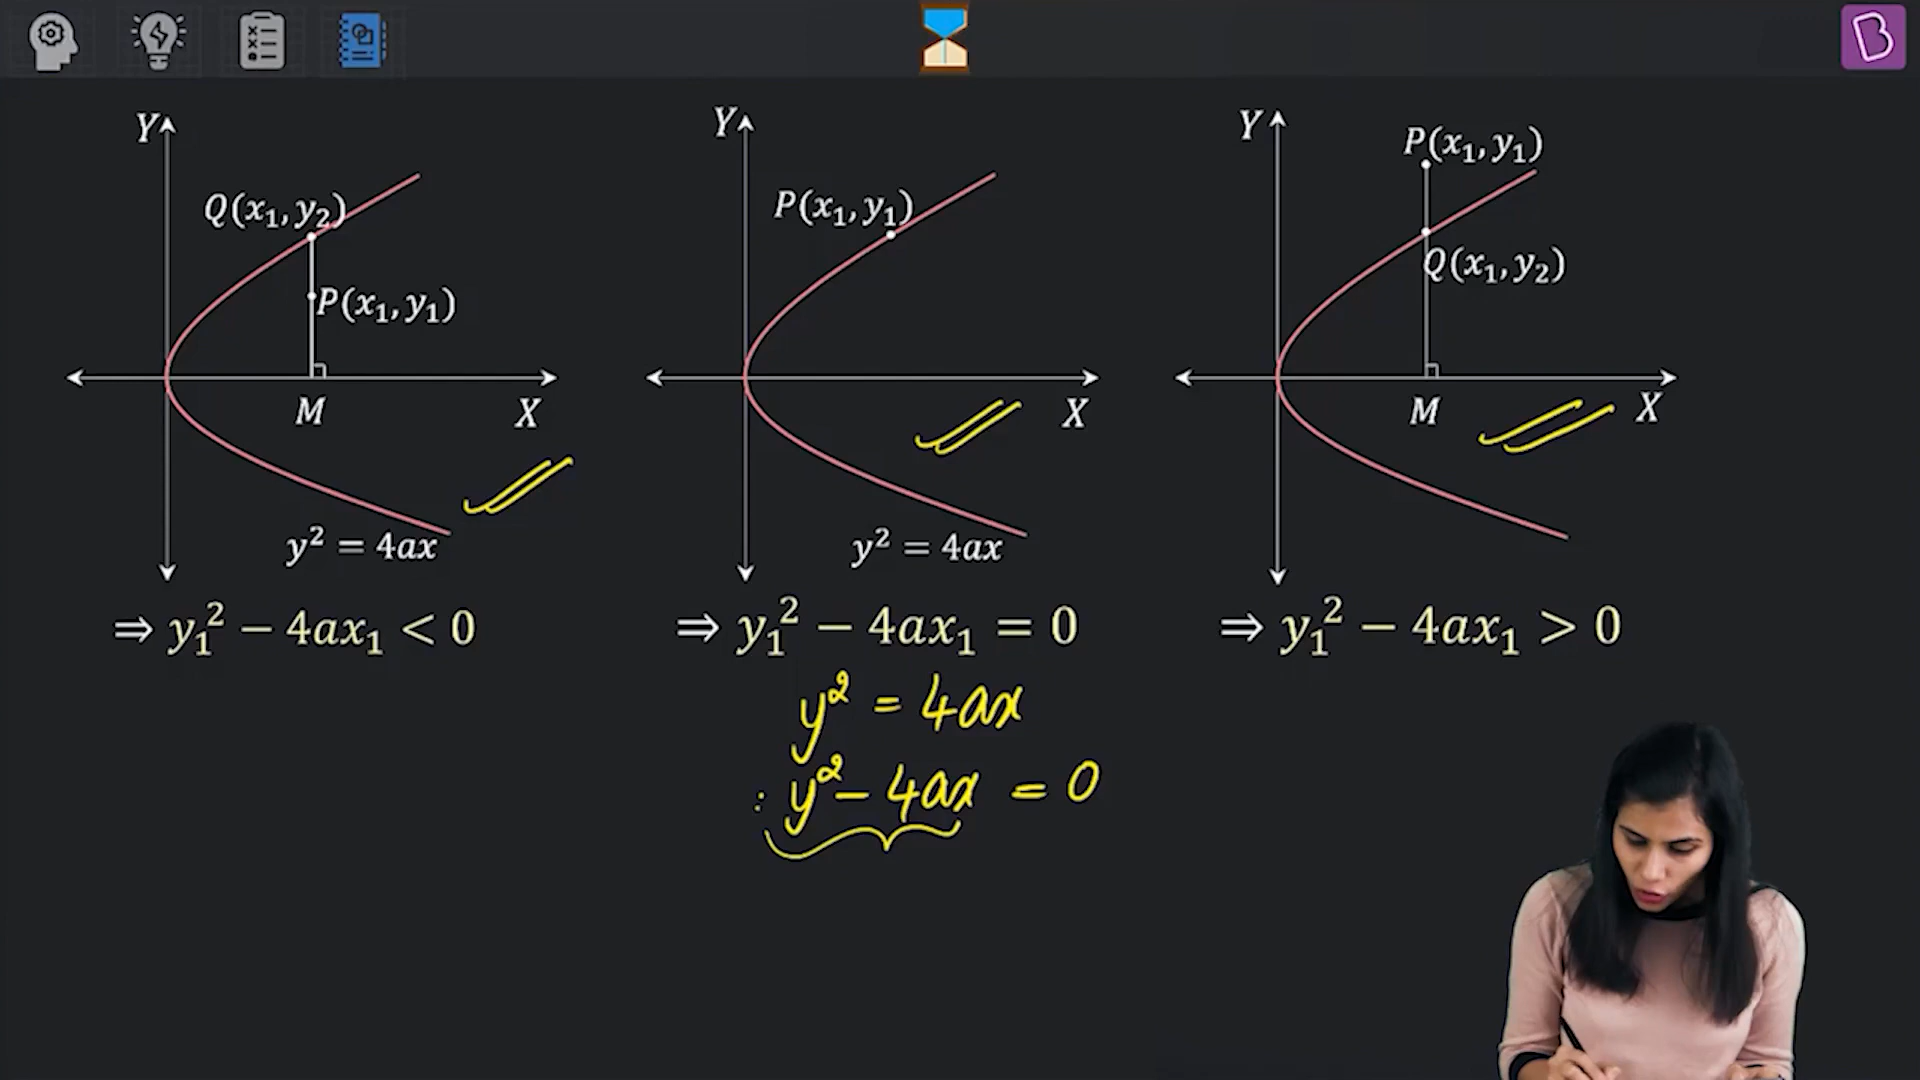 Y
Q(x₁, y₂)
P(x₁, y₁)
M
X
y² = 4ax
⇒ y₁² − 4ax₁ < 0
Y
P(x₁, y₁)
X
y² = 4ax
⇒ y₁² − 4ax₁ = 0
y² = 4ax
: y² − 4ax = 0
Y
P(x₁, y₁)
Q(x₁, y₂)
M
X
⇒ y₁² − 4ax₁ > 0
B